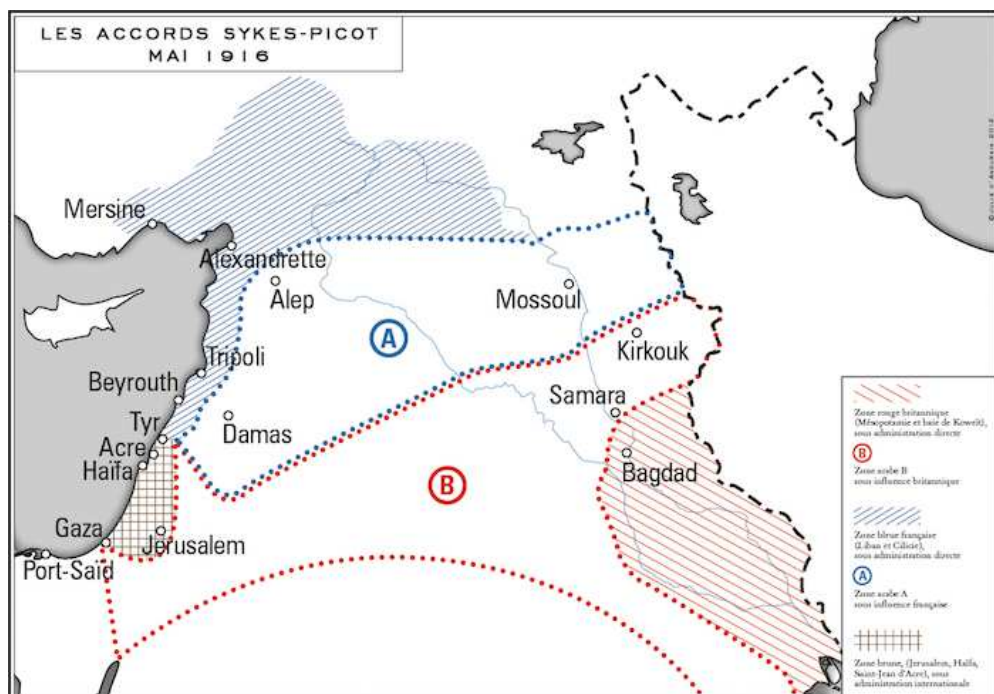 LES ACCORDS SYKES-PICOT
MAI 1916
Mersine
Alexandrette
Alep
Mossoul
A
Kirkouk
Tripoli
Beyrouth
Samara
Tyr
Damas
Acre
Haïfa
Bagdad
B
Gaza
Jérusalem
Port-Saïd
Zone rouge britannique
(Mésopotamie et baie de Koweït),
sous administration directe
B
Zone arabe B
sous influence britannique
Zone bleue française
(Liban et Cilicie),
sous administration directe
A
Zone arabe A
sous influence française
Zone brune, (Jerusalem, Haïfa,
Saint-Jean d'Acre), sous
administration internationale